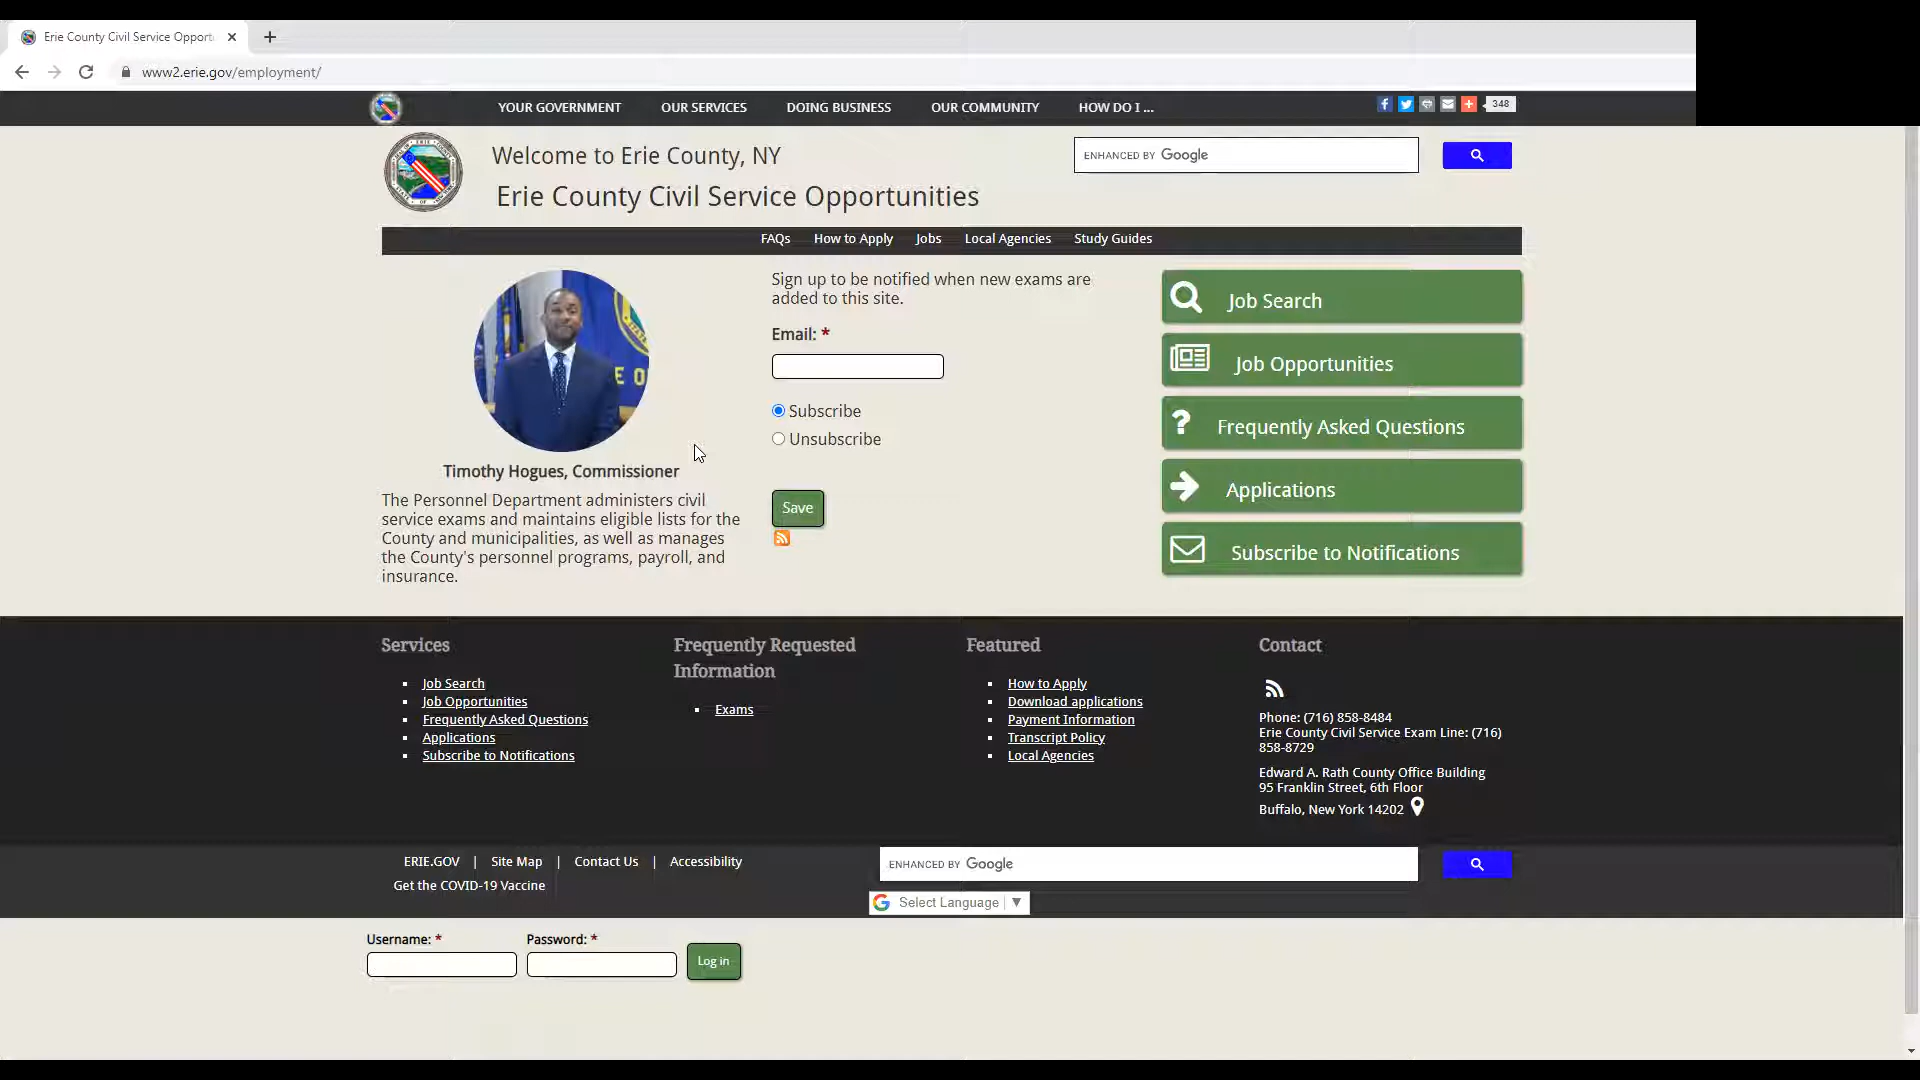 Erie County Civil Service Opport
www2.erie.gov/employment/
YOUR GOVERNMENT OUR SERVICES DOING BUSINESS OUR COMMUNITY HOW DO I ...
348
Welcome to Erie County, NY
ENHANCED BY Google
Erie County Civil Service Opportunities
FAQs How to Apply Jobs Local Agencies Study Guides
Timothy Hogues, Commissioner
The Personnel Department administers civil
service exams and maintains eligible lists for the
County and municipalities, as well as manages
the County's personnel programs, payroll, and
insurance.
Sign up to be notified when new exams are
added to this site.
Email: *
Subscribe
Unsubscribe
Save
Job Search
Job Opportunities
Frequently Asked Questions
Applications
Subscribe to Notifications
Services
Job Search
Job Opportunities
Frequently Asked Questions
Applications
Subscribe to Notifications
Frequently Requested
Information
Exams
Featured
How to Apply
Download applications
Payment Information
Transcript Policy
Local Agencies
Contact
Phone: (716) 858-8484
Erie County Civil Service Exam Line: (716)
858-8729
Edward A. Rath County Office Building
95 Franklin Street, 6th Floor
Buffalo, New York 14202
ERIE.GOV | Site Map | Contact Us | Accessibility
Get the COVID-19 Vaccine
ENHANCED BY Google
Select Language ▼
Username: * Password: *
Log in